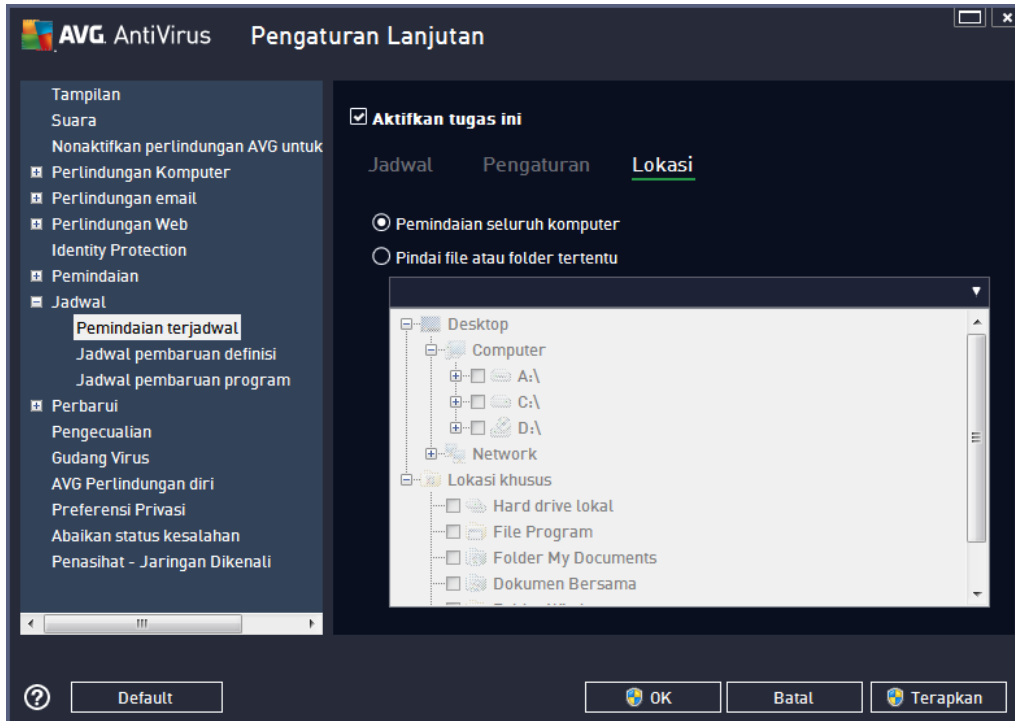 AVG. AntiVirus Pengaturan Lanjutan
Tampilan
Suara
Nonaktifkan perlindungan AVG untuk
Perlindungan Komputer
Perlindungan email
Perlindungan Web
Identity Protection
Pemindaian
Jadwal
Pemindaian terjadwal
Jadwal pembaruan definisi
Jadwal pembaruan program
Perbarui
Pengecualian
Gudang Virus
AVG Perlindungan diri
Preferensi Privasi
Abaikan status kesalahan
Penasihat - Jaringan Dikenali
Aktifkan tugas ini
Jadwal Pengaturan Lokasi
Pemindaian seluruh komputer
Pindai file atau folder tertentu
Desktop
Computer
A:\
C:\
D:\
Network
Lokasi khusus
Hard drive lokal
File Program
Folder My Documents
Dokumen Bersama
Default OK Batal Terapkan